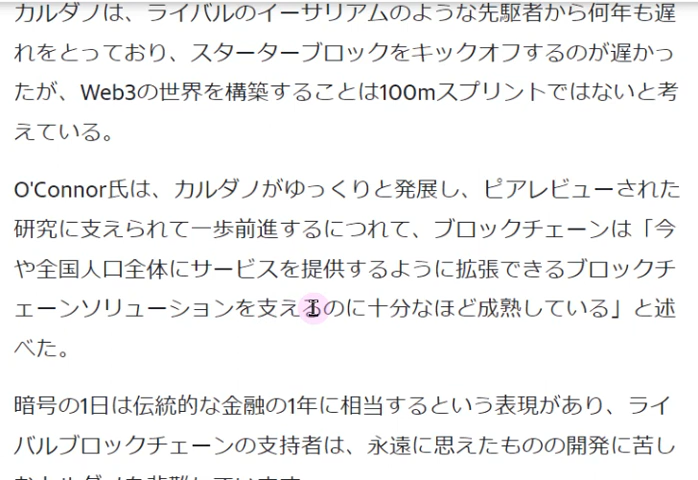 カルダノは、ライバルのイーサリアムのような先駆者から何年も遅
れをとっており、スターターブロックをキックオフするのが遅かっ
たが、Web3の世界を構築することは100mスプリントではないと考
えている。
O'Connor氏は、カルダノがゆっくりと発展し、ピアレビューされた
研究に支えられて一歩前進するにつれて、ブロックチェーンは「今
や全国人口全体にサービスを提供するように拡張できるブロックチ
ェーンソリューションを支えるのに十分なほど成熟している」と述
べた。
暗号の1日は伝統的な金融の1年に相当するという表現があり、ライ
バルブロックチェーンの支持者は、永遠に思えたものの開発に苦し